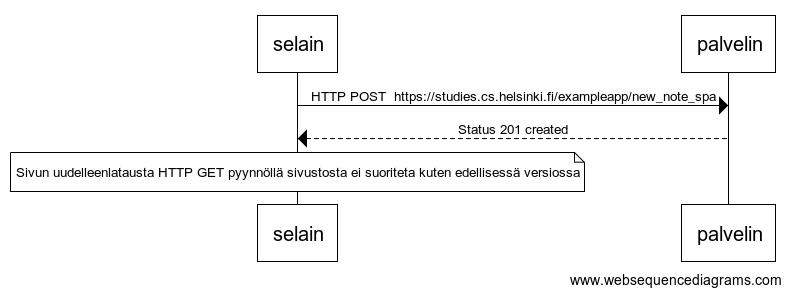 selain
palvelin
HTTP POST  https://studies.cs.helsinki.fi/exampleapp/new_note_spa
Status 201 created
Sivun uudelleenlatausta HTTP GET pyynnöllä sivustosta ei suoriteta kuten edellisessä versiossa
selain
palvelin
www.websequencediagrams.com